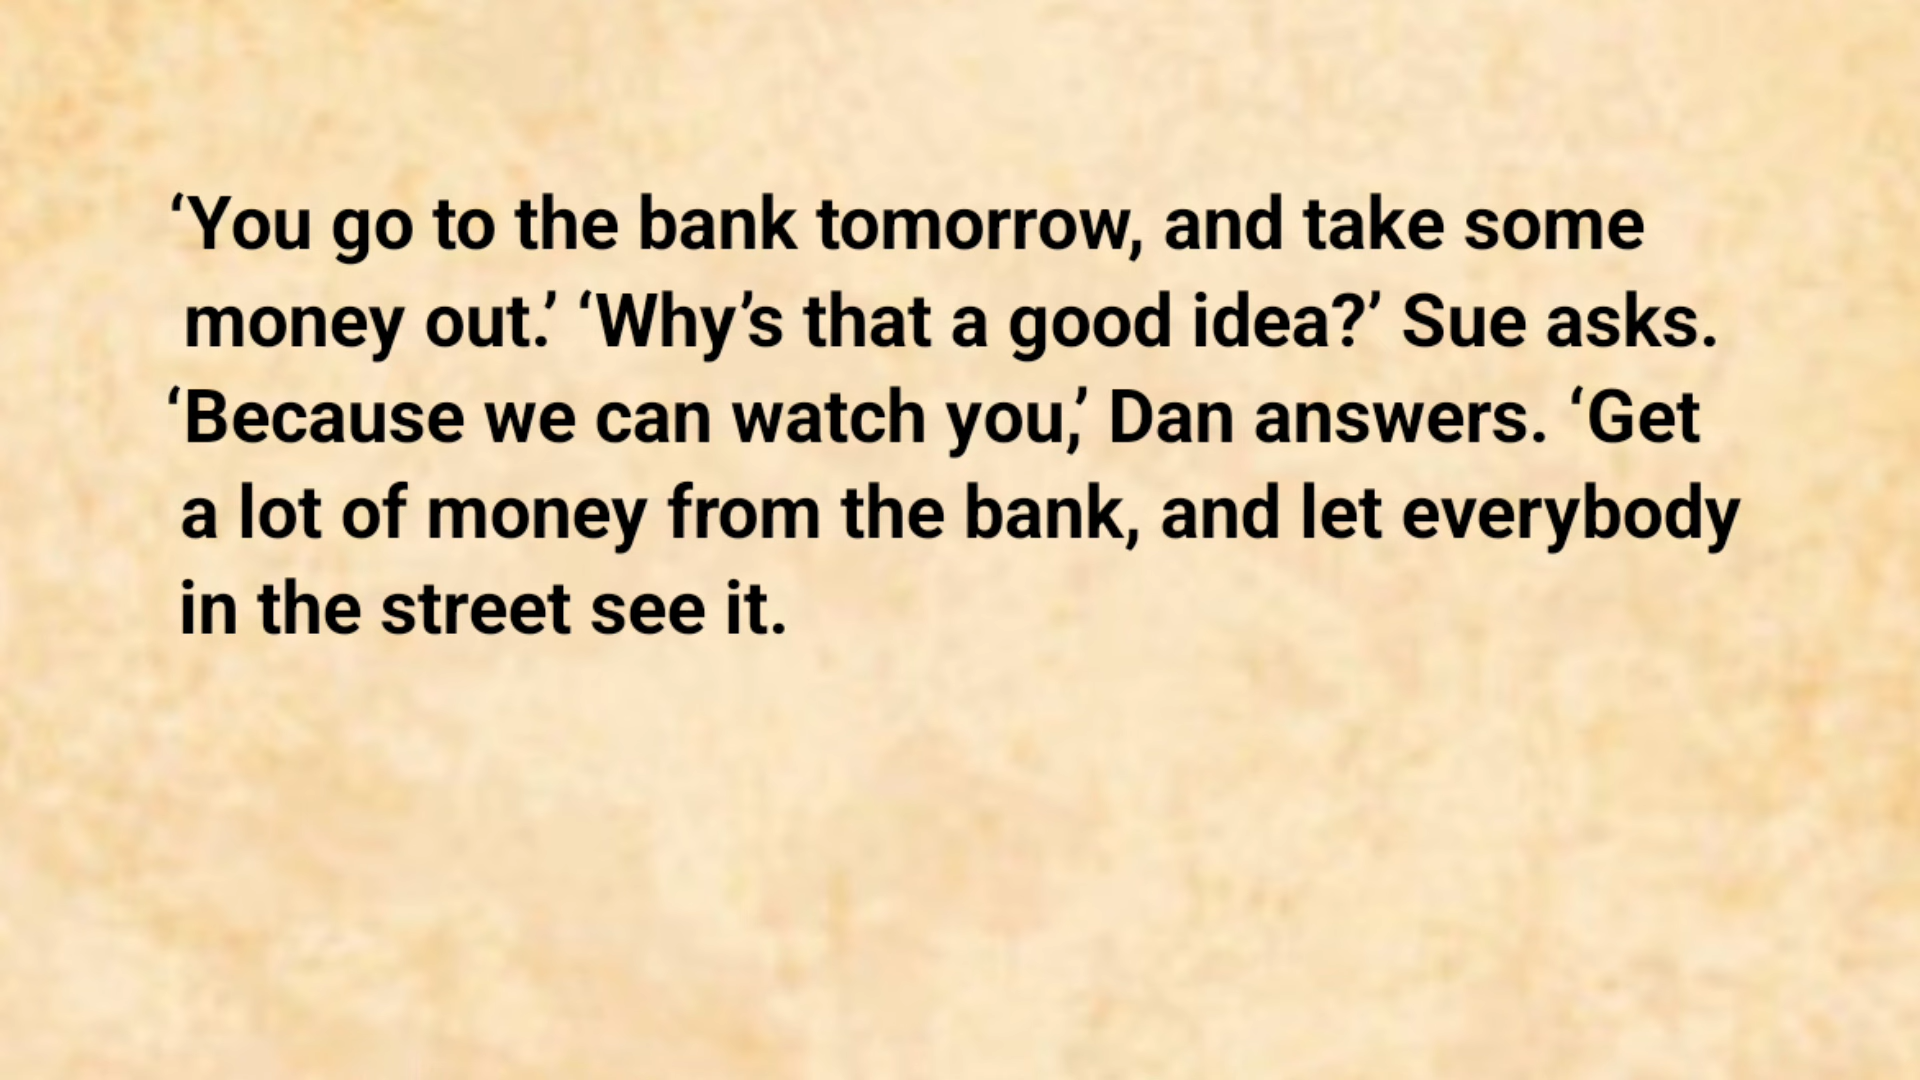 ‘You go to the bank tomorrow, and take some
money out.’ ‘Why’s that a good idea?’ Sue asks.
‘Because we can watch you,’ Dan answers. ‘Get
a lot of money from the bank, and let everybody
in the street see it.